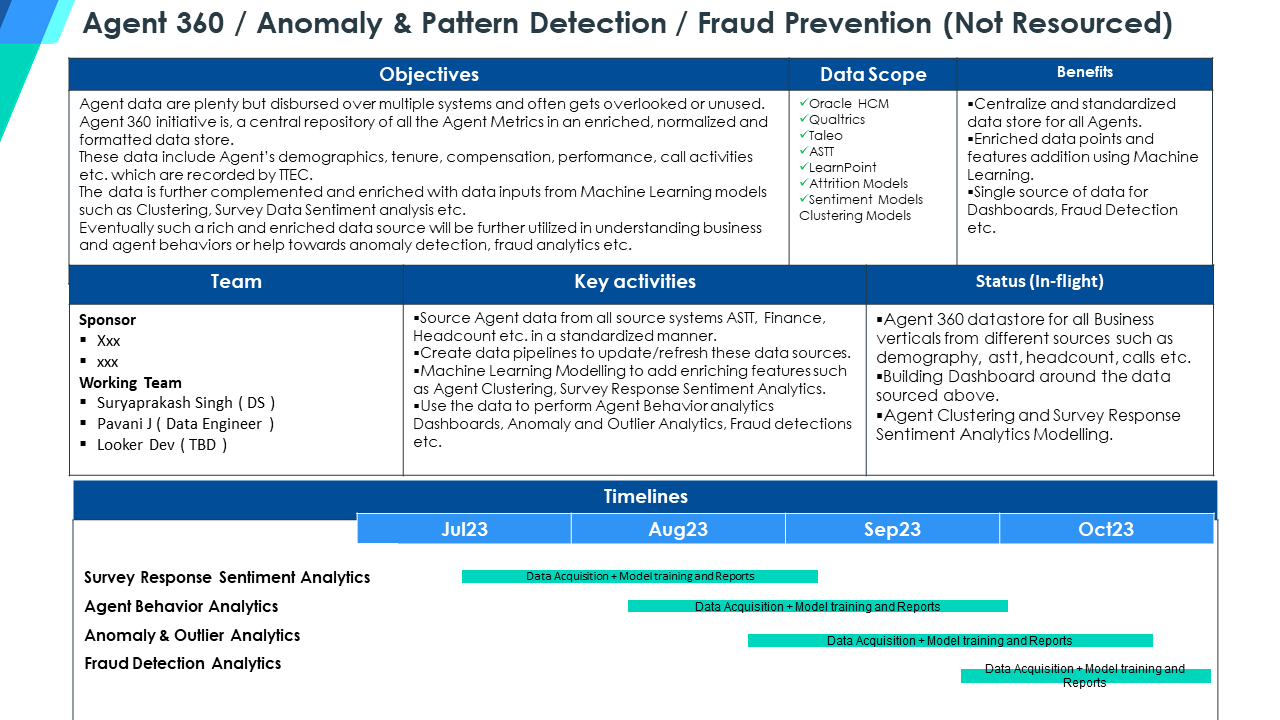 Agent 360 / Anomaly & Pattern Detection / Fraud Prevention (Not Resourced)
Objectives
Agent data are plenty but disbursed over multiple systems and often gets overlooked or unused.
Agent 360 initiative is, a central repository of all the Agent Metrics in an enriched, normalized and
formatted data store.
These data include Agent's demographics, tenure, compensation, performance, call activities
etc. which are recorded by TTEC.
The data is further complemented and enriched with data inputs from Machine Learning models
such as Clustering, Survey Data Sentiment analysis etc.
Eventually such a rich and enriched data source will be further utilized in understanding business
and agent behaviors or help towards anomaly detection, fraud analytics etc.
Data Scope
✓Oracle HCM
✓Qualtrics
✓Taleo
✓ASTT
✓LearnPoint
✓Attrition Models
✓Sentiment Models
Clustering Models
Benefits
▪Centralize and standardized
data store for all Agents.
▪Enriched data points and
features addition using Machine
Learning.
▪Single source of data for
Dashboards, Fraud Detection
etc.
Team
Sponsor
▪ Xxx
▪ xxx
Working Team
▪ Suryaprakash Singh ( DS )
▪ Pavani J ( Data Engineer )
▪ Looker Dev ( TBD )
Key activities
▪Source Agent data from all source systems ASTT, Finance,
Headcount etc. in a standardized manner.
▪Create data pipelines to update/refresh these data sources.
▪Machine Learning Modelling to add enriching features such
as Agent Clustering, Survey Response Sentiment Analytics.
▪Use the data to perform Agent Behavior analytics
Dashboards, Anomaly and Outlier Analytics, Fraud detections
etc.
Status (In-flight)
▪Agent 360 datastore for all Business
verticals from different sources such as
demography, astt, headcount, calls etc.
▪Building Dashboard around the data
sourced above.
▪Agent Clustering and Survey Response
Sentiment Analytics Modelling.
Timelines
Jul23 Aug23 Sep23 Oct23
Survey Response Sentiment Analytics
Data Acquisition + Model training and Reports
Agent Behavior Analytics
Data Acquisition + Model training and Reports
Anomaly & Outlier Analytics
Data Acquisition + Model training and Reports
Fraud Detection Analytics
Data Acquisition + Model training and
Reports